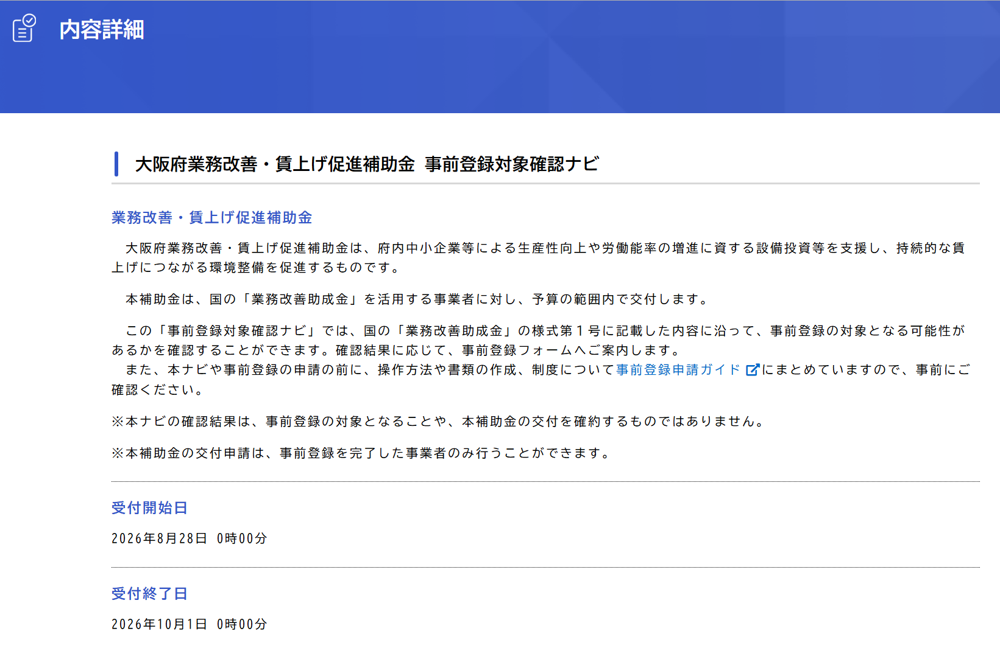 内容詳細
大阪府業務改善・賃上げ促進補助金 事前登録対象確認ナビ
業務改善・賃上げ促進補助金
大阪府業務改善・賃上げ促進補助金は、府内中小企業等による生産性向上や労働能率の増進に資する設備投資等を支援し、持続的な賃
上げにつながる環境整備を促進するものです。
本補助金は、国の「業務改善助成金」を活用する事業者に対し、予算の範囲内で交付します。
この「事前登録対象確認ナビ」では、国の「業務改善助成金」の様式第１号に記載した内容に沿って、事前登録の対象となる可能性が
あるかを確認することができます。確認結果に応じて、事前登録フォームへご案内します。
また、本ナビや事前登録の申請の前に、操作方法や書類の作成、制度について事前登録申請ガイドにまとめていますので、事前にご
確認ください。
※本ナビの確認結果は、事前登録の対象となることや、本補助金の交付を確約するものではありません。
※本補助金の交付申請は、事前登録を完了した事業者のみ行うことができます。
受付開始日
2026年8月28日 0時00分
受付終了日
2026年10月1日 0時00分